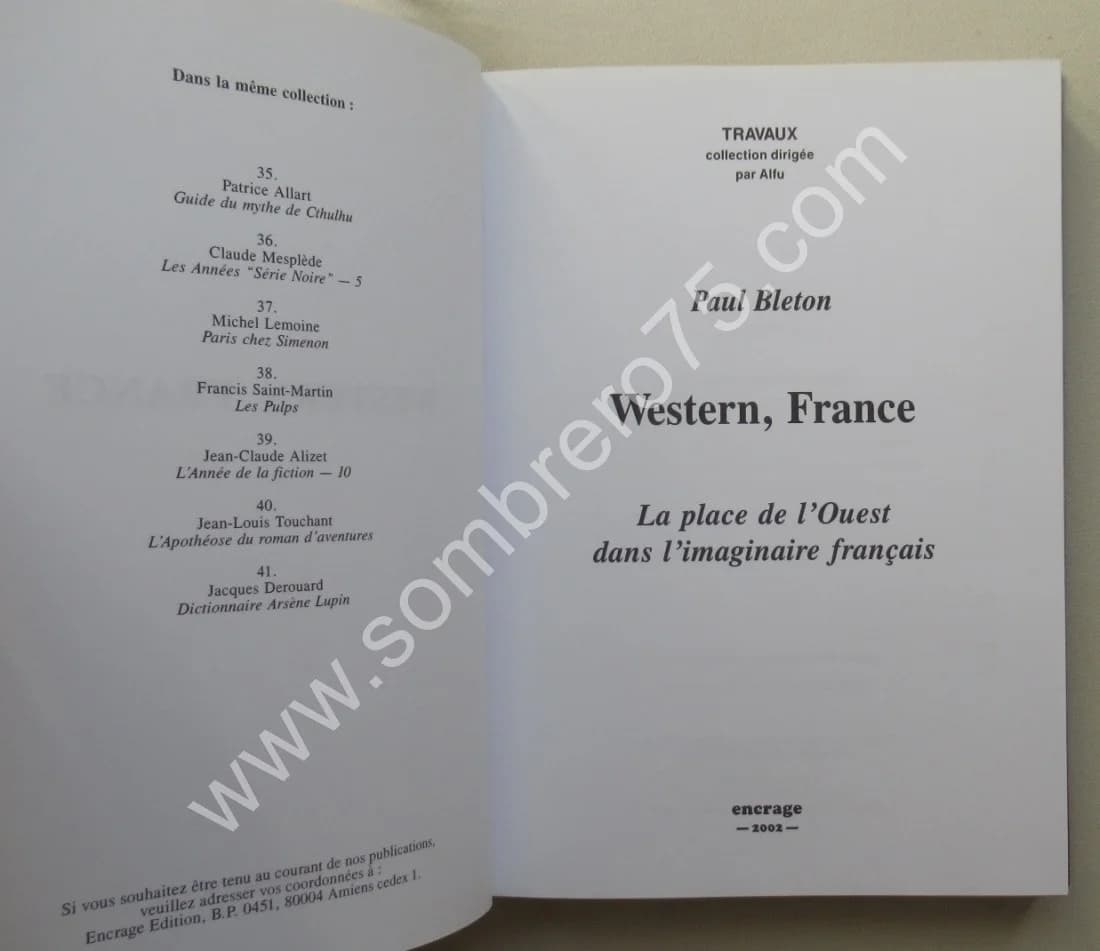 Dans la même collection :
35.
Patrice Allart
Guide du mythe de Cthulhu
36.
Claude Mesplède
Les Années "Série Noire" — 5
37.
Michel Lemoine
Paris chez Simenon
38.
Francis Saint-Martin
Les Pulps
39.
Jean-Claude Alizet
L'Année de la fiction — 10
40.
Jean-Louis Touchant
L'Apothéose du roman d'aventures
41.
Jacques Derouard
Dictionnaire Arsène Lupin
Si vous souhaitez être tenu au courant de nos publications,
veuillez adresser vos coordonnées à :
Encrage Edition, B.P. 0451, 80004 Amiens cedex 1.
TRAVAUX
collection dirigée
par Alfu
Paul Bleton
Western, France
La place de l'Ouest
dans l'imaginaire français
encrage
— 2002 —
www.sombrero75.com